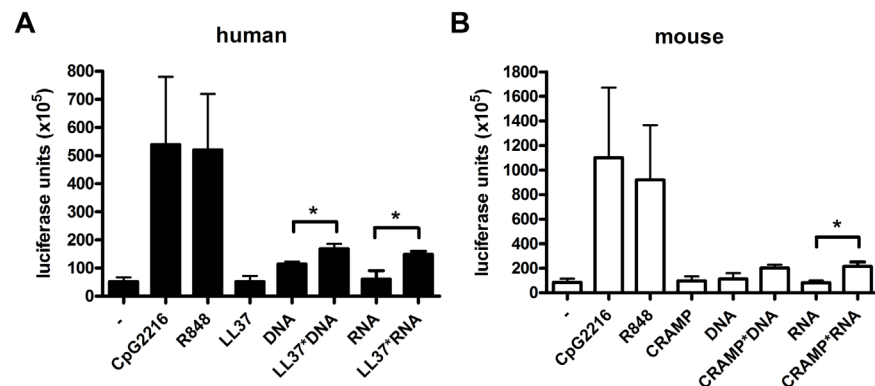 A
human
luciferase units (x10⁵)
800
700
600
500
400
300
200
100
0
*
*
-
CpG2216
R848
LL37
DNA
LL37*DNA
RNA
LL37*RNA
B
mouse
luciferase units (x10⁵)
1800
1600
1400
1200
1000
800
600
400
200
0
*
-
CpG2216
R848
CRAMP
DNA
CRAMP*DNA
RNA
CRAMP*RNA